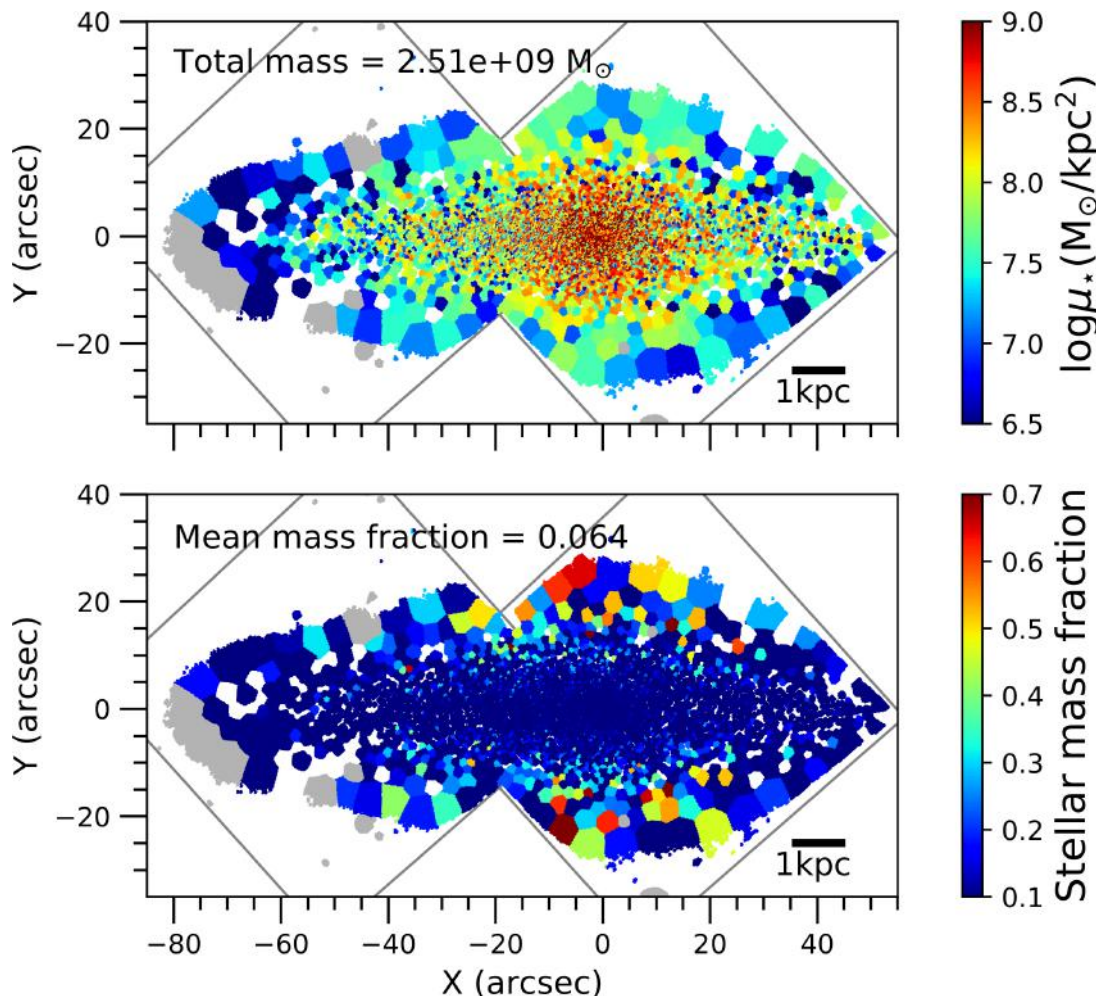 40
20
0
−20
Y (arcsec)
Total mass = 2.51e+09 M⊙
1kpc
9.0
8.5
8.0
7.5
7.0
6.5
logμ⋆(M⊙/kpc²)
40
20
0
−20
Y (arcsec)
Mean mass fraction = 0.064
1kpc
−80 −60 −40 −20 0 20 40
X (arcsec)
0.7
0.6
0.5
0.4
0.3
0.2
0.1
Stellar mass fraction